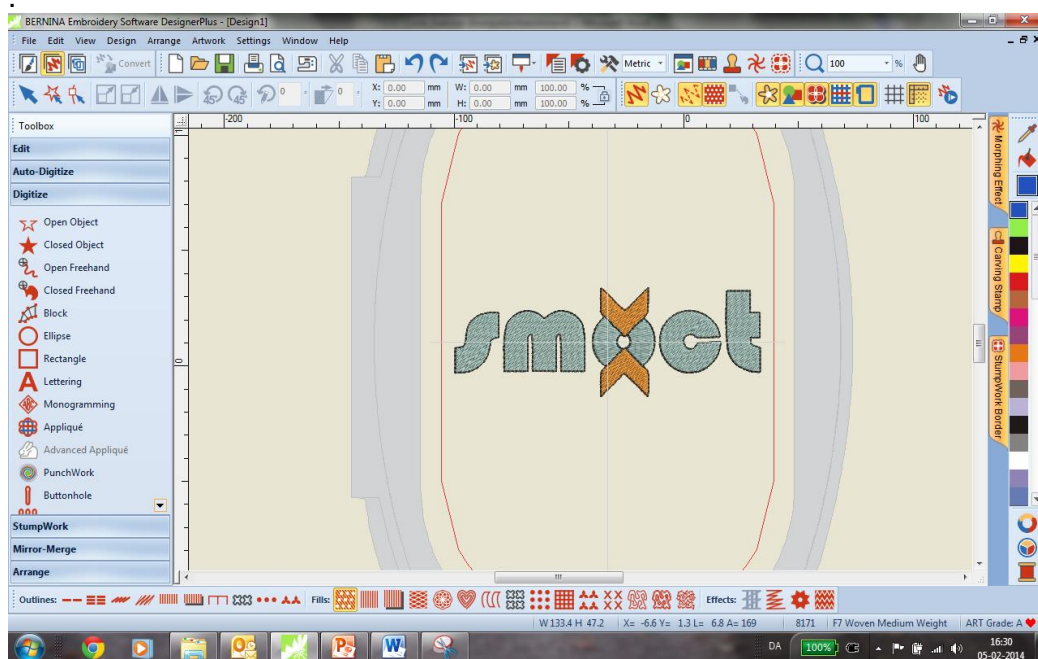 BERNINA Embroidery Software DesignerPlus - [Design1]
File Edit View Design Arrange Artwork Settings Window Help
Convert Metric 100 %
0 0 X: 0.00 mm W: 0.00 mm 100.00 %
Y: 0.00 mm H: 0.00 mm 100.00 %
Toolbox
Edit
Auto-Digitize
Digitize
Open Object
Closed Object
Open Freehand
Closed Freehand
Block
Ellipse
Rectangle
Lettering
Monogramming
Appliqué
Advanced Appliqué
PunchWork
Buttonhole
StumpWork
Mirror-Merge
Arrange
-200 -100 0 100
0
smoct
Morphing Effect
Carving Stamp
StumpWork Border
Outlines: Fills: Effects:
W 133.4 H 47.2 X= -6.6 Y= 1.3 L= 6.8 A= 169 8171 F7 Woven Medium Weight ART Grade: A
DA 100% 16:30
05-02-2014